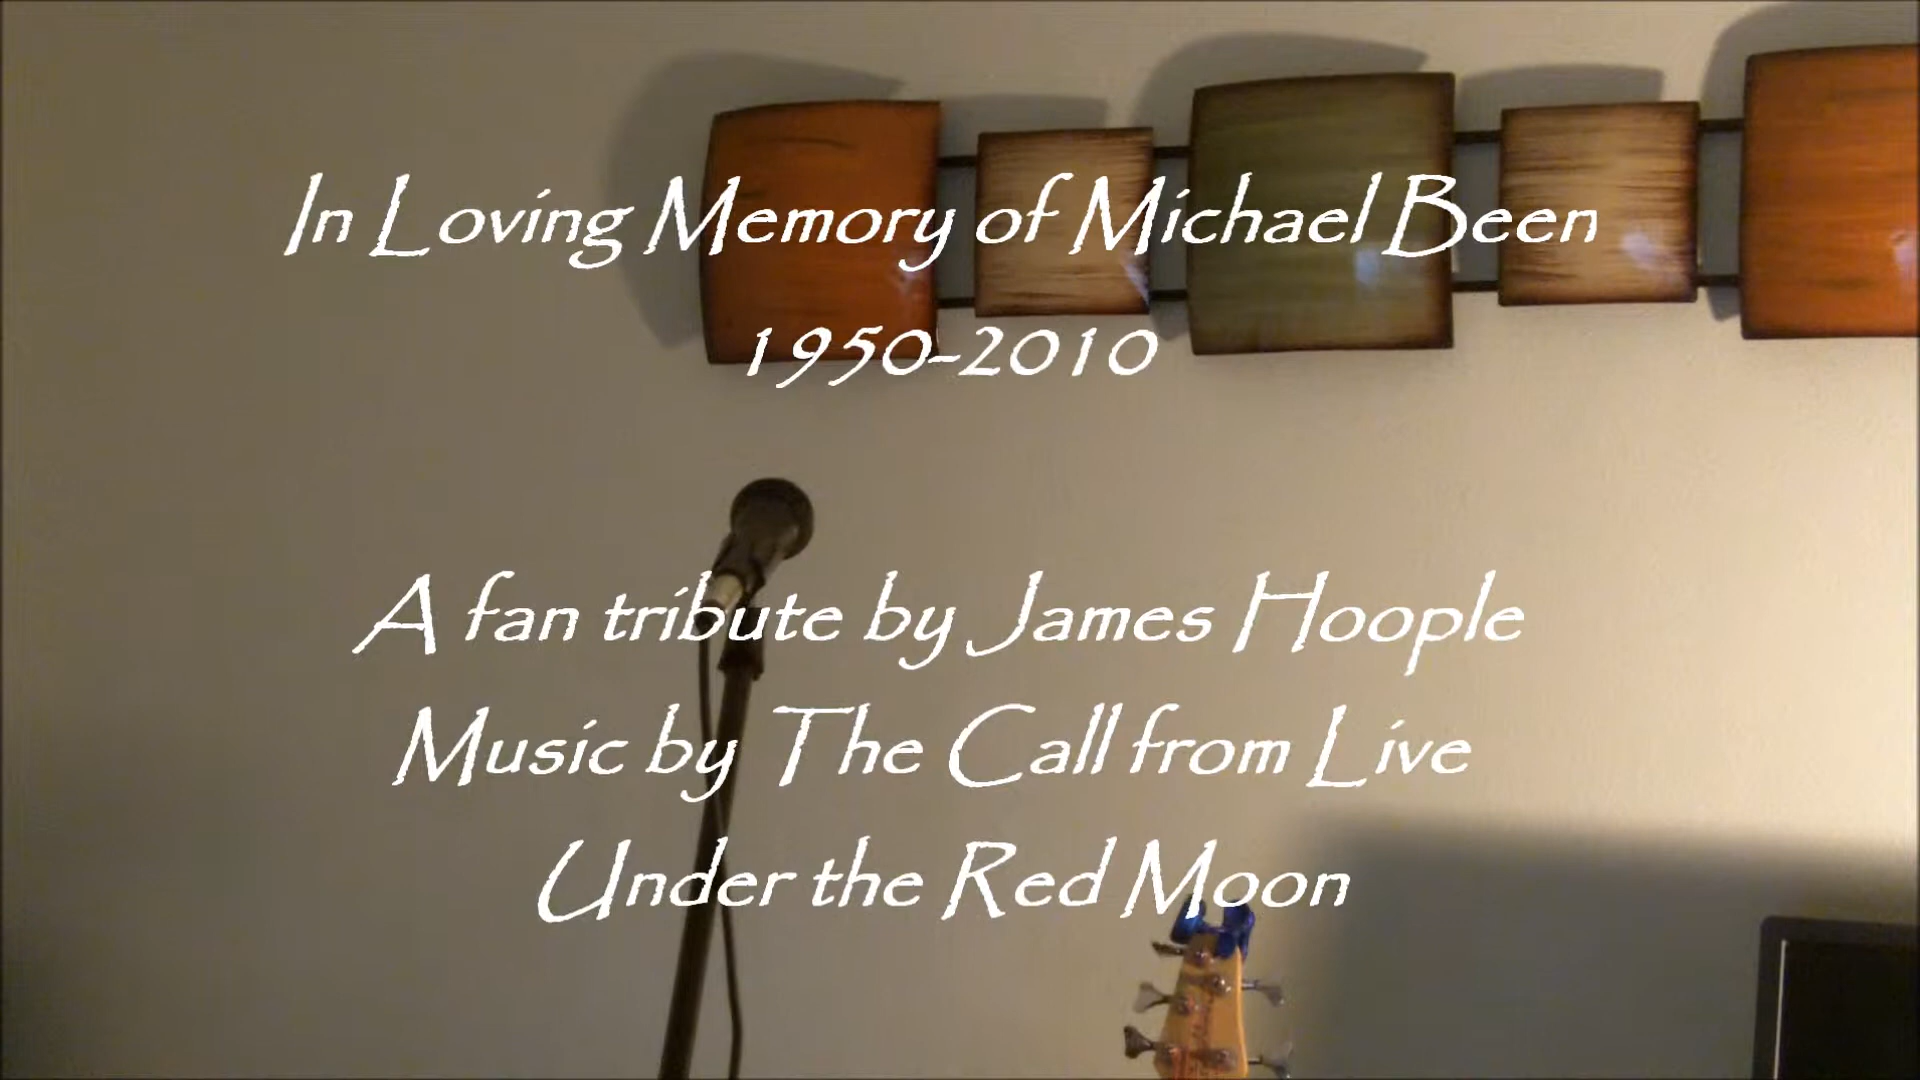 In Loving Memory of Michael Been
1950-2010
A fan tribute by James Hoople
Music by The Call from Live
Under the Red Moon